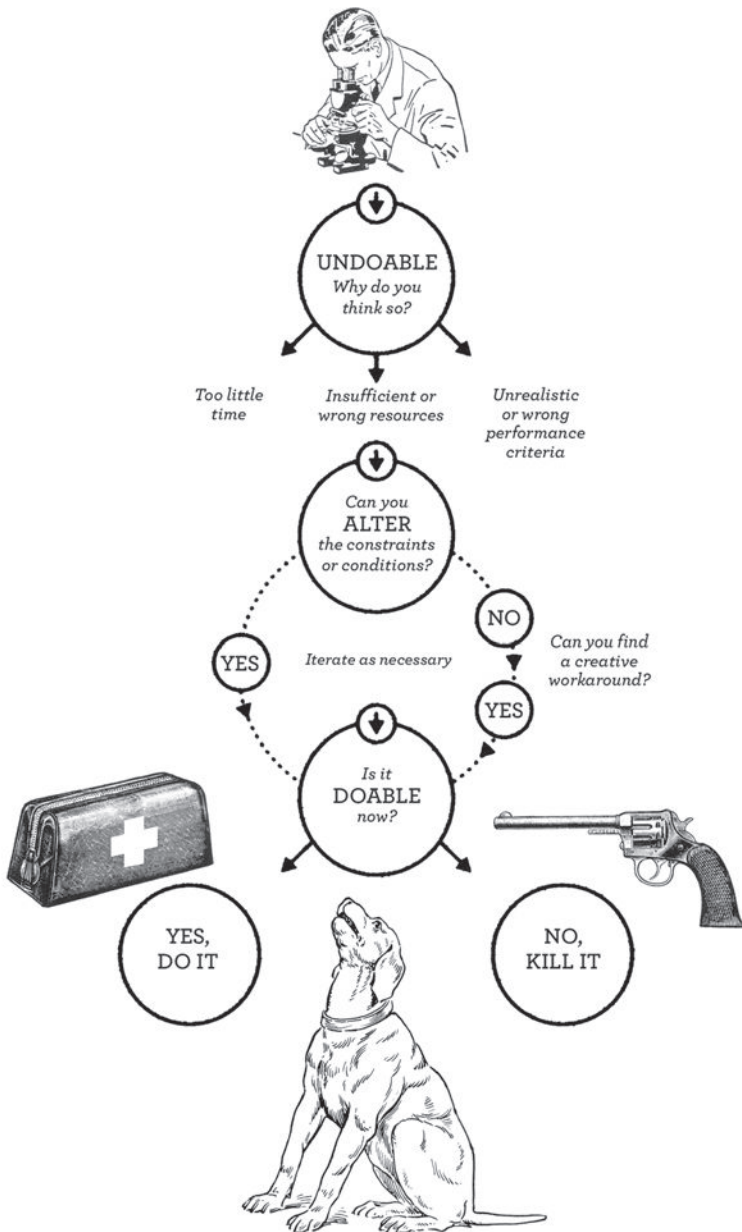 UNDOABLE
Why do you
think so?
Too little
time
Insufficient or
wrong resources
Unrealistic
or wrong
performance
criteria
Can you
ALTER
the constraints
or conditions?
NO
YES
Iterate as necessary
Can you find
a creative
workaround?
YES
Is it
DOABLE
now?
YES,
DO IT
NO,
KILL IT